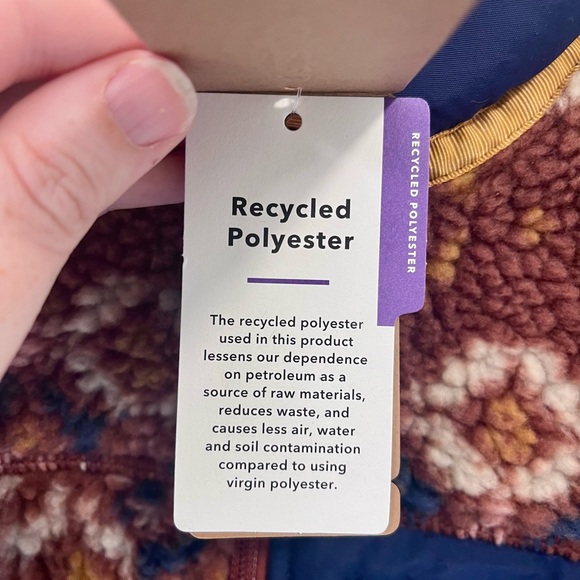 Recycled
Polyester
The recycled polyester
used in this product
lessens our dependence
on petroleum as a
source of raw materials,
reduces waste, and
causes less air, water
and soil contamination
compared to using
virgin polyester.
RECYCLED POLYESTER